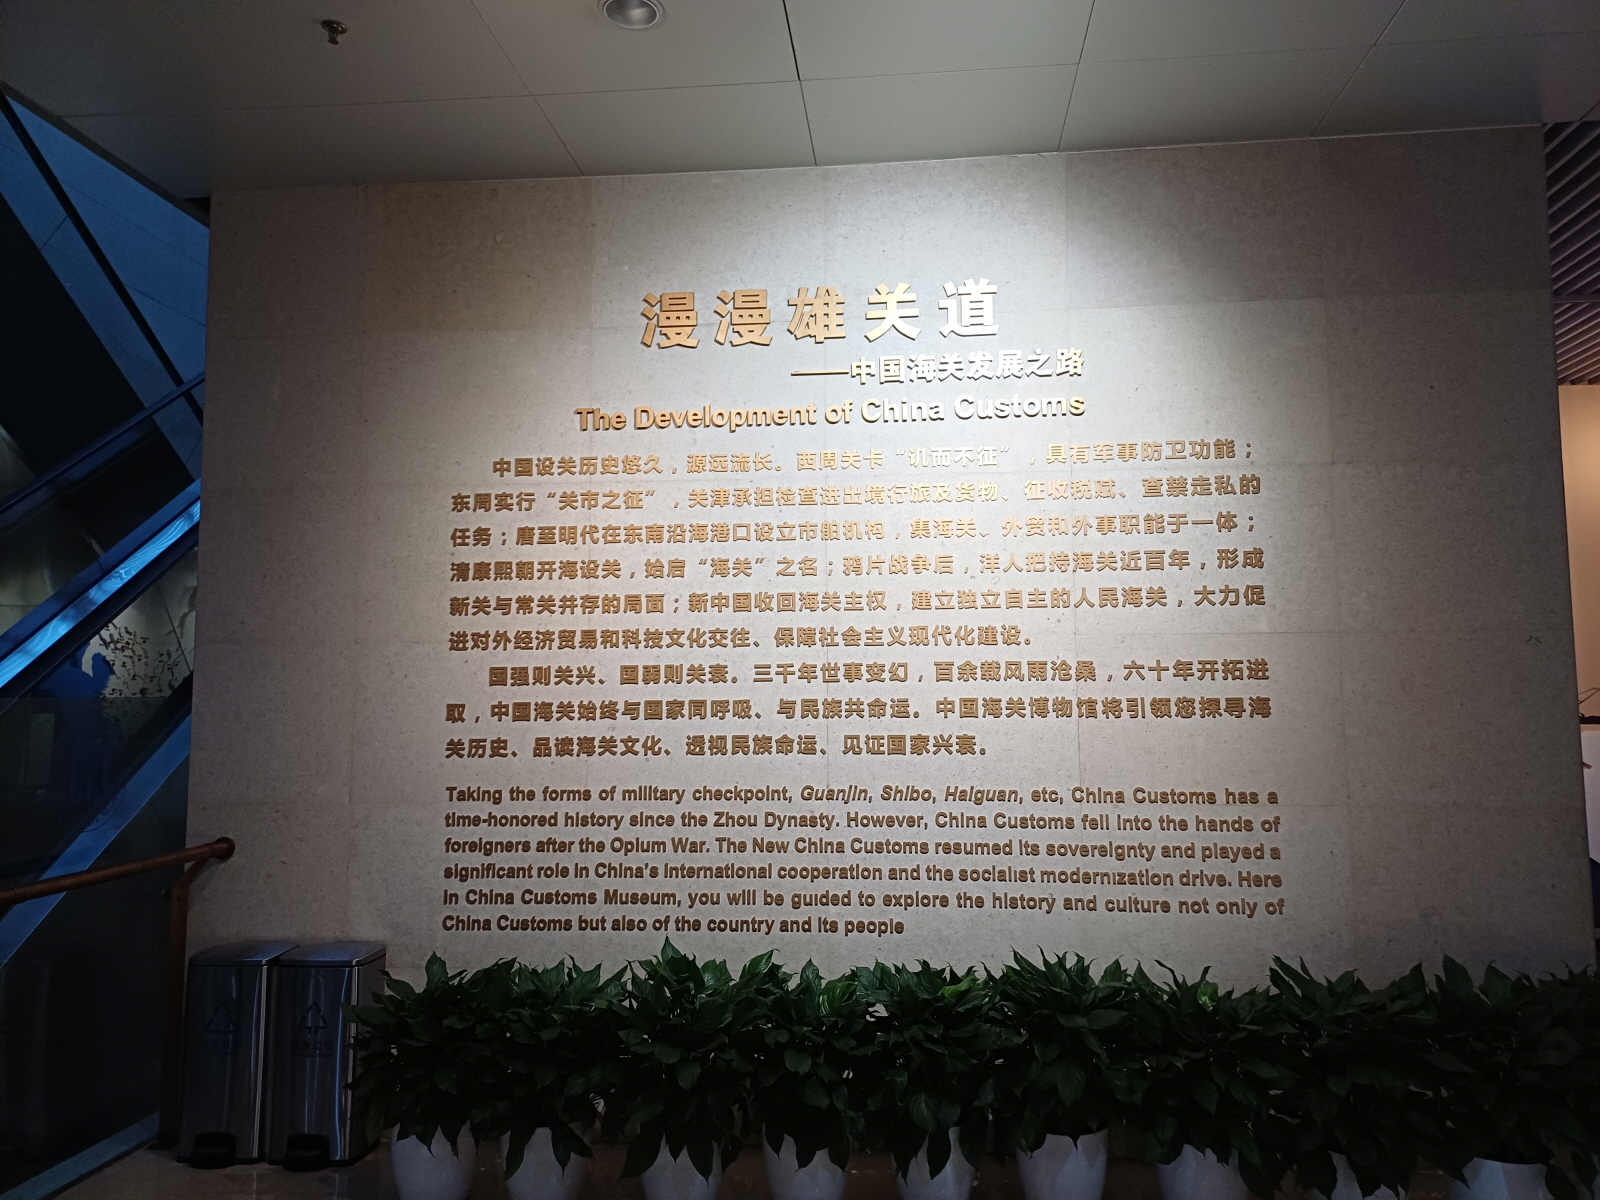 漫漫雄关道
——中国海关发展之路
The Development of China Customs
中国设关历史悠久，源远流长。西周关卡“讥而不征”，具有军事防卫功能；
东周实行“关市之征”，关津承担检查进出境行旅及货物、征收税赋、查禁走私的
任务；唐至明代在东南沿海港口设立市舶机构，集海关、外贸和外事职能于一体；
清康熙朝开海设关，始启“海关”之名；鸦片战争后，洋人把持海关近百年，形成
新关与常关并存的局面；新中国收回海关主权，建立独立自主的人民海关，大力促
进对外经济贸易和科技文化交往、保障社会主义现代化建设。
国强则关兴、国弱则关衰。三千年世事变幻，百余载风雨沧桑，六十年开拓进
取，中国海关始终与国家同呼吸、与民族共命运。中国海关博物馆将引领您探寻海
关历史、品读海关文化、透视民族命运、见证国家兴衰。
Taking the forms of military checkpoint, Guanjin, Shibo, Haiguan, etc, China Customs has a
time-honored history since the Zhou Dynasty. However, China Customs fell into the hands of
foreigners after the Opium War. The New China Customs resumed its sovereignty and played a
significant role in China's international cooperation and the socialist modernization drive. Here
in China Customs Museum, you will be guided to explore the history and culture not only of
China Customs but also of the country and its people